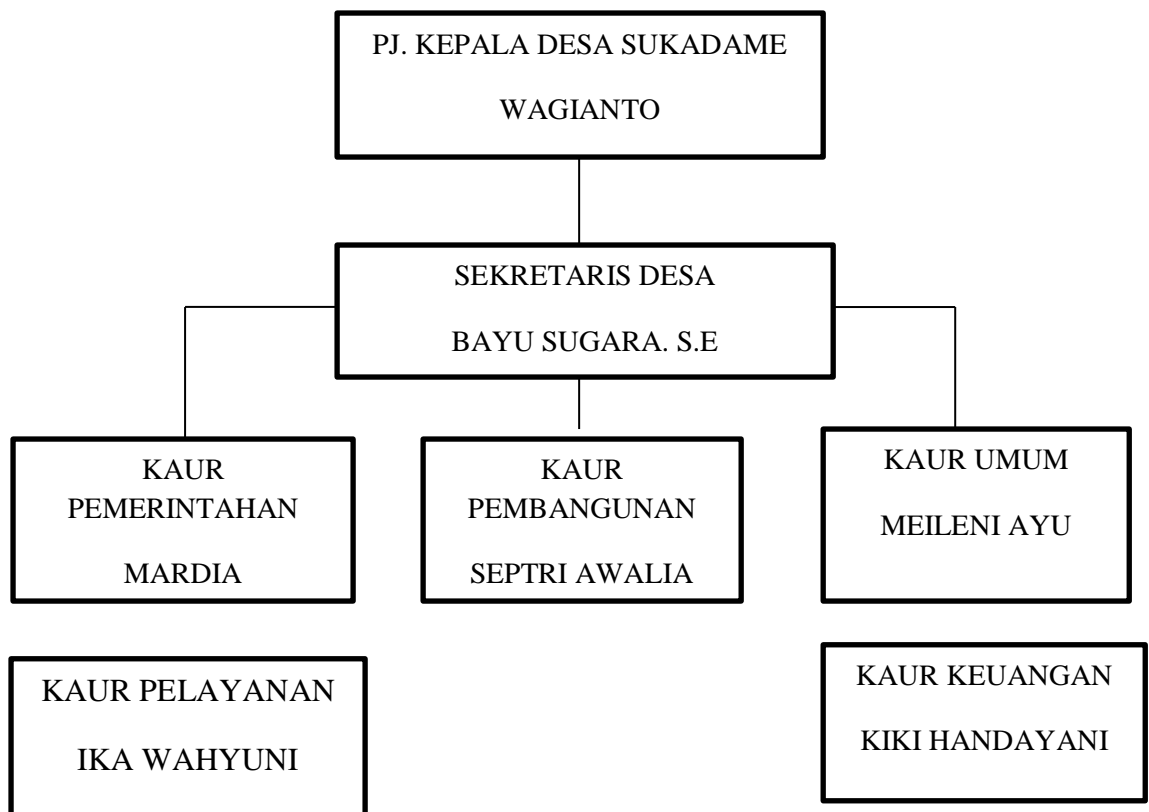 PJ. KEPALA DESA SUKADAME
WAGIANTO
SEKRETARIS DESA
BAYU SUGARA. S.E
KAUR
PEMERINTAHAN
MARDIA
KAUR
PEMBANGUNAN
SEPTRI AWALIA
KAUR UMUM
MEILENI AYU
KAUR PELAYANAN
IKA WAHYUNI
KAUR KEUANGAN
KIKI HANDAYANI